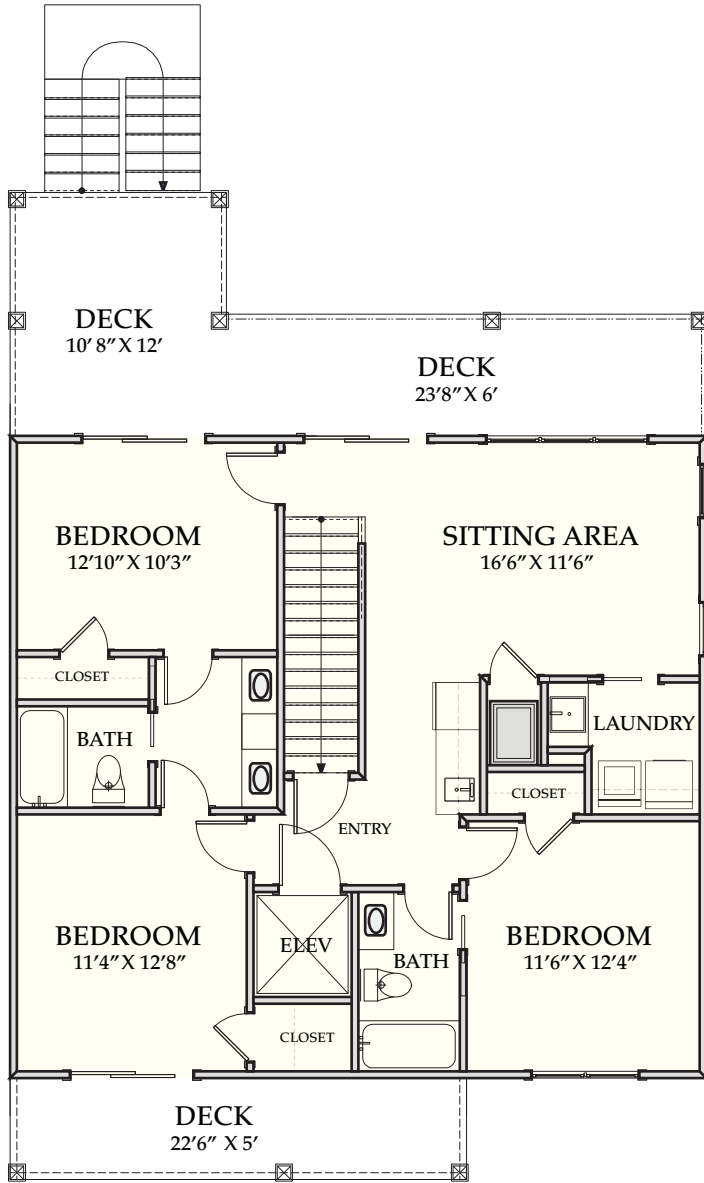 DECK
10' 8" X 12'
DECK
23'8" X 6'
BEDROOM
12'10" X 10'3"
SITTING AREA
16'6" X 11'6"
CLOSET
BATH
LAUNDRY
CLOSET
ENTRY
BEDROOM
11'4" X 12'8"
ELEV
BATH
BEDROOM
11'6" X 12'4"
CLOSET
DECK
22'6" X 5'